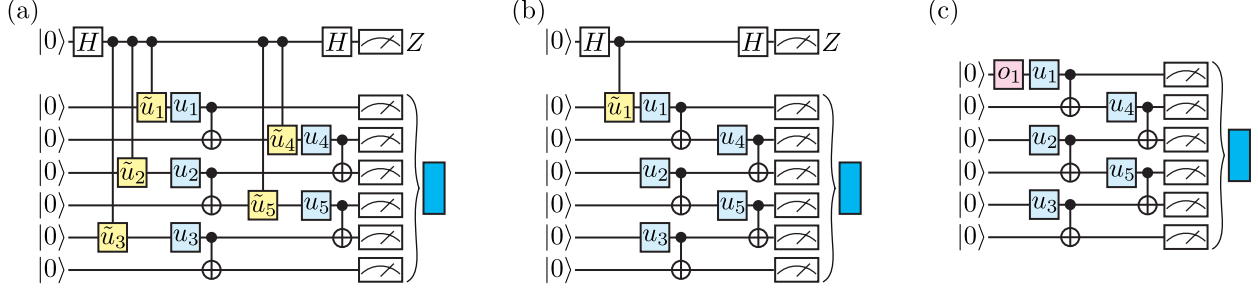 (a) (b) (c)
|0⟩ H H Z |0⟩ H H Z
|0⟩ o₁ u₁
|0⟩ ũ₁ u₁ |0⟩ ũ₁ u₁ |0⟩ u₄
|0⟩ ũ₄ u₄ |0⟩ u₄ |0⟩ u₂
|0⟩ ũ₂ u₂ |0⟩ u₂ |0⟩ u₅
|0⟩ ũ₅ u₅ |0⟩ u₅ |0⟩ u₃
|0⟩ ũ₃ u₃ |0⟩ u₃ |0⟩
|0⟩ |0⟩